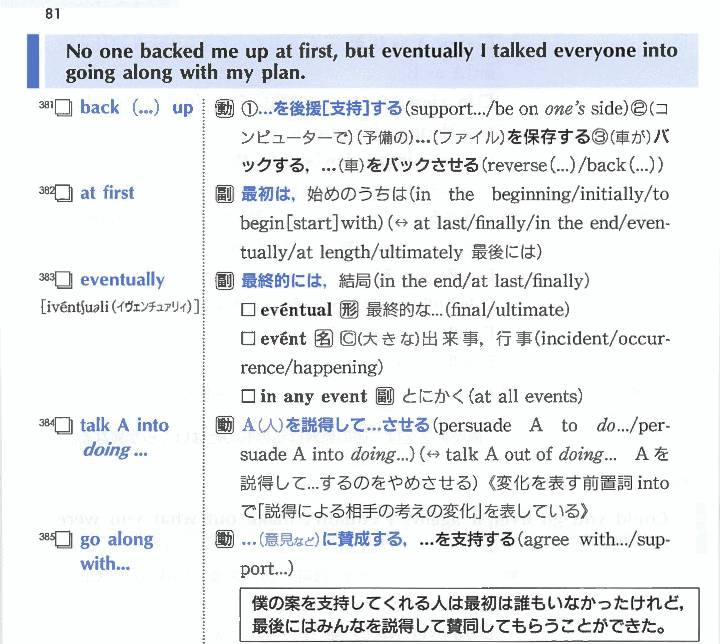 81
No one backed me up at first, but eventually I talked everyone into
going along with my plan.
381 back (...) up 動 ①...を後援[支持]する(support.../be on one's side)②(コ
ンピューターで)(予備の)...(ファイル)を保存する③(車が)バ
ックする,...(車)をバックさせる(reverse(...)/back(...))
382 at first 副 最初は,始めのうちは(in the beginning/initially/to
begin[start]with)(↔ at last/finally/in the end/even-
tually/at length/ultimately 最後には)
383 eventually 副 最終的には,結局(in the end/at last/finally)
[ivéntʃuəli(イヴェンチュアリィ)] □ evéntual 形 最終的な...(final/ultimate)
□ evént 名 Ⓒ(大きな)出来事,行事(incident/occur-
rence/happening)
□ in any event 副 とにかく(at all events)
384 talk A into 動 A(人)を説得して...させる(persuade A to do.../per-
doing ... suade A into doing...)(↔ talk A out of doing... Aを
説得して...するのをやめさせる)《変化を表す前置詞 into
で「説得による相手の考えの変化」を表している》
385 go along 動 ...(意見など)に賛成する,...を支持する(agree with.../sup-
with... port...)
僕の案を支持してくれる人は最初は誰もいなかったけれど,
最後にはみんなを説得して賛同してもらうことができた。